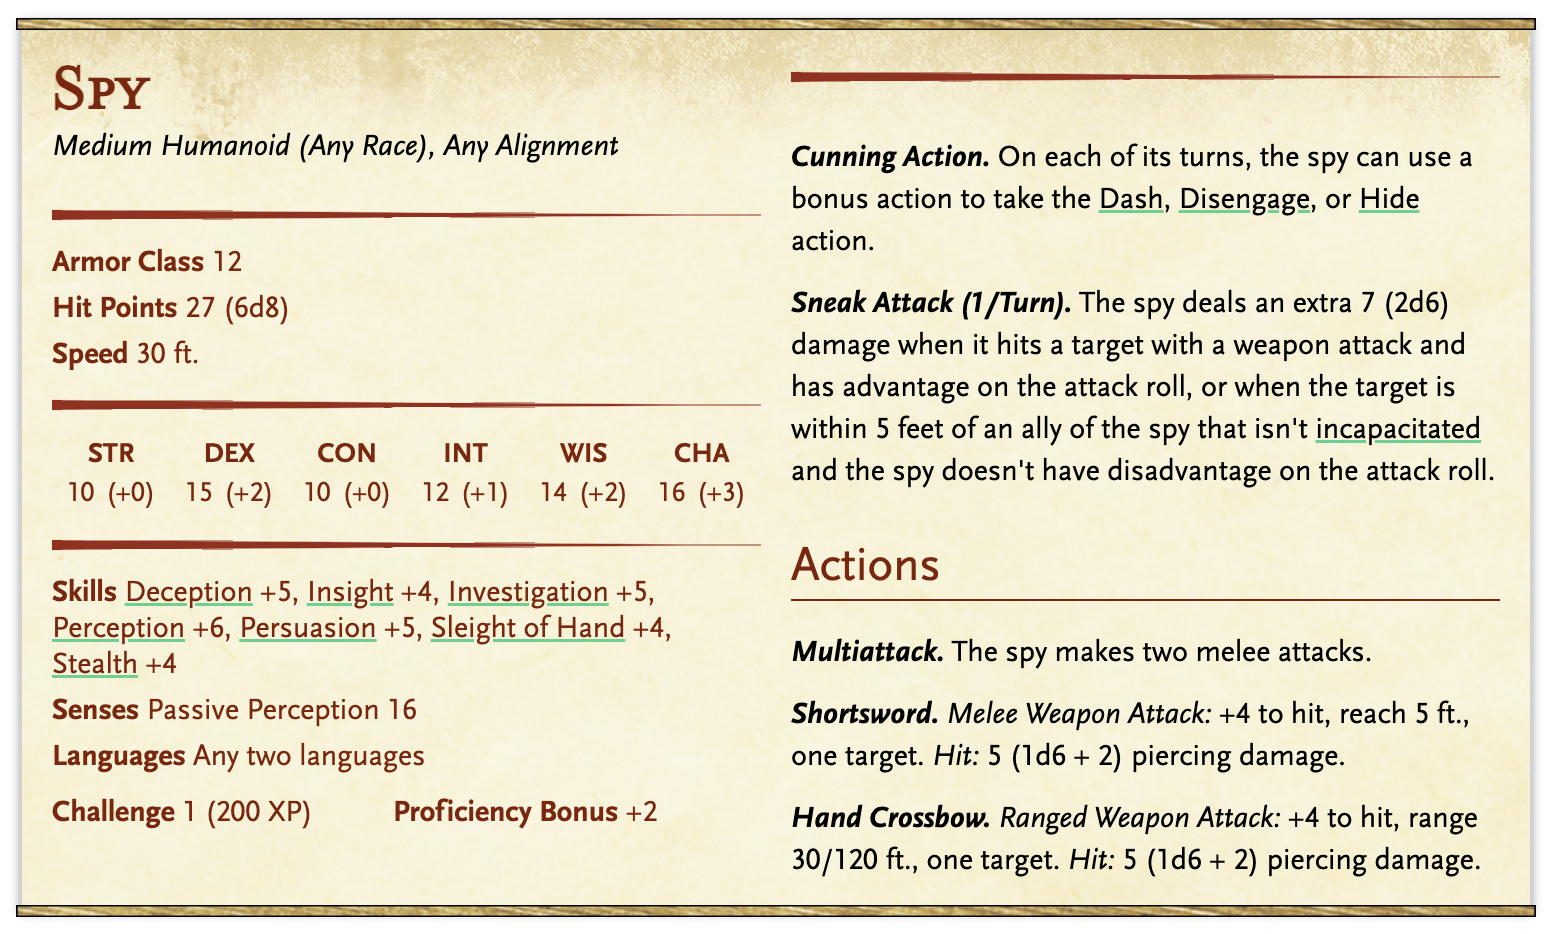 Spy
Medium Humanoid (Any Race), Any Alignment
Armor Class 12
Hit Points 27 (6d8)
Speed 30 ft.
STR DEX CON INT WIS CHA
10 (+0) 15 (+2) 10 (+0) 12 (+1) 14 (+2) 16 (+3)
Skills Deception +5, Insight +4, Investigation +5,
Perception +6, Persuasion +5, Sleight of Hand +4,
Stealth +4
Senses Passive Perception 16
Languages Any two languages
Challenge 1 (200 XP) Proficiency Bonus +2
Cunning Action. On each of its turns, the spy can use a
bonus action to take the Dash, Disengage, or Hide
action.
Sneak Attack (1/Turn). The spy deals an extra 7 (2d6)
damage when it hits a target with a weapon attack and
has advantage on the attack roll, or when the target is
within 5 feet of an ally of the spy that isn't incapacitated
and the spy doesn't have disadvantage on the attack roll.
Actions
Multiattack. The spy makes two melee attacks.
Shortsword. Melee Weapon Attack: +4 to hit, reach 5 ft.,
one target. Hit: 5 (1d6 + 2) piercing damage.
Hand Crossbow. Ranged Weapon Attack: +4 to hit, range
30/120 ft., one target. Hit: 5 (1d6 + 2) piercing damage.